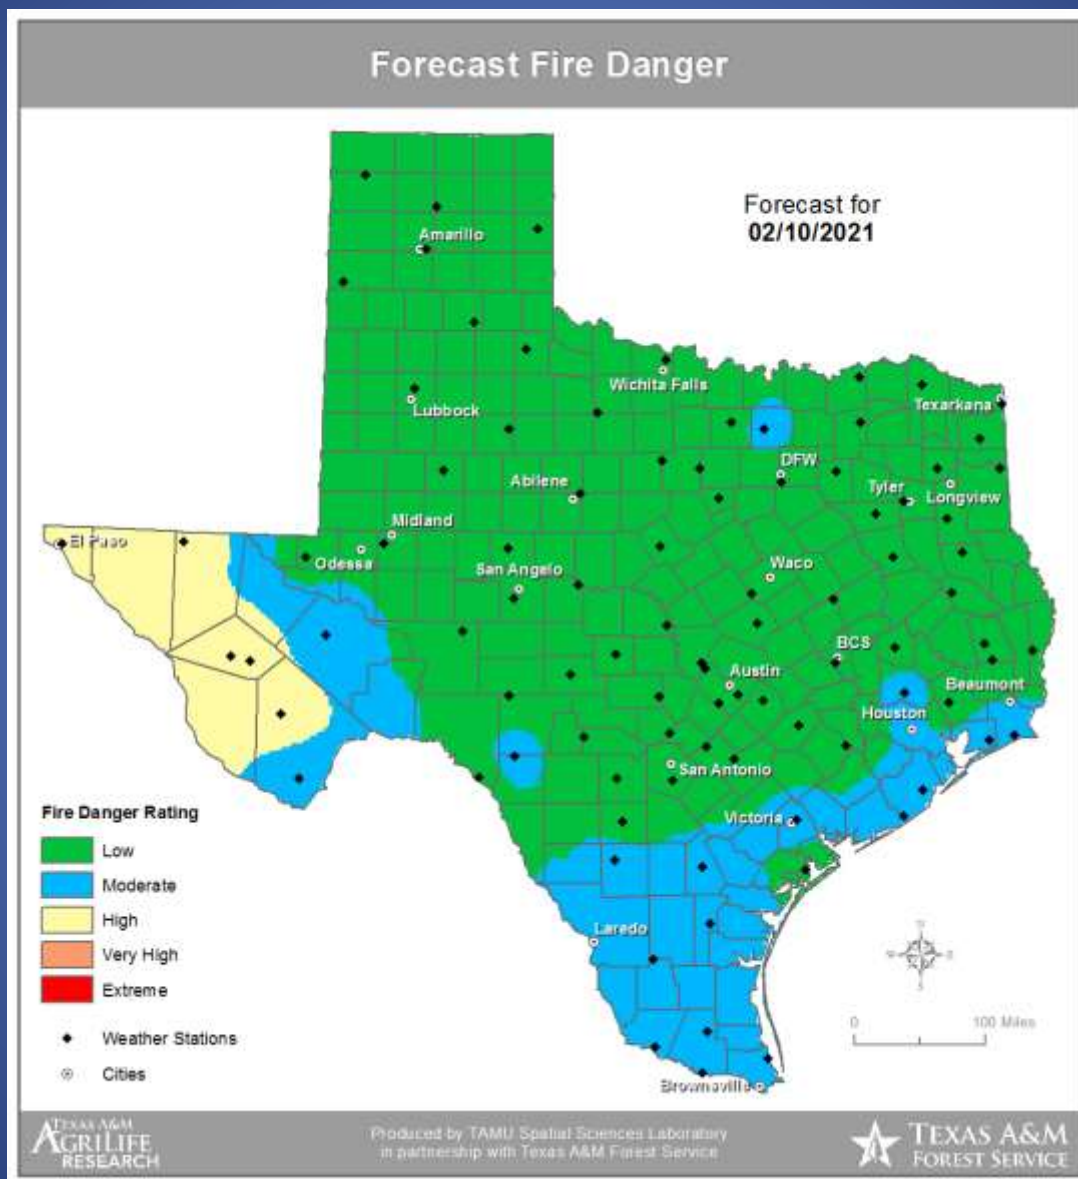 Forecast Fire Danger
Forecast for
02/10/2021
Amarillo
Wichita Falls
Lubbock
Texarkana
DFW
Abilene
Tyler
Longview
Midland
El Paso
Odessa
San Angelo
Waco
BCS
Austin
Beaumont
Houston
San Antonio
Victoria
Laredo
Brownsville
Fire Danger Rating
Low
Moderate
High
Very High
Extreme
Weather Stations
Cities
N
W E
S
0 100 Miles
TEXAS A&M
AGRILIFE
RESEARCH
Produced by TAMU Spatial Sciences Laboratory
in partnership with Texas A&M Forest Service
TEXAS A&M
FOREST SERVICE